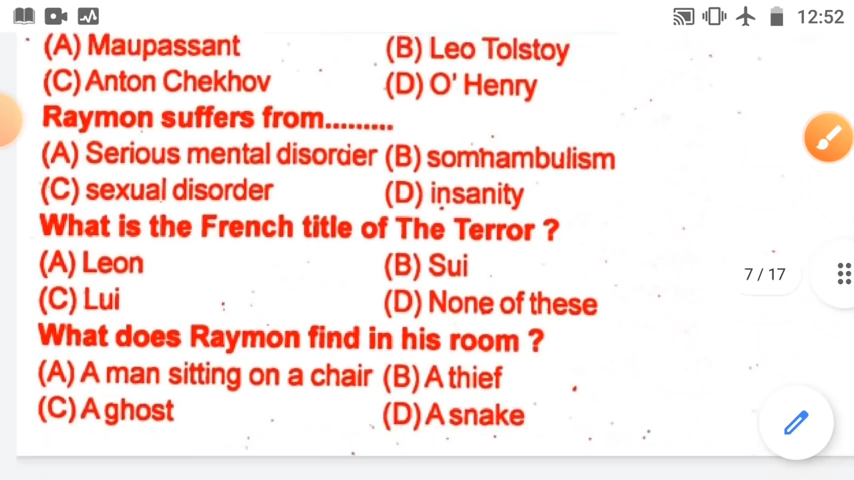 12:52
(A) Maupassant (B) Leo Tolstoy
(C) Anton Chekhov (D) O' Henry
Raymon suffers from.........
(A) Serious mental disorder (B) somnambulism
(C) sexual disorder (D) insanity
What is the French title of The Terror ?
(A) Leon (B) Sui
(C) Lui (D) None of these
7 / 17
What does Raymon find in his room ?
(A) A man sitting on a chair (B) A thief
(C) A ghost (D) A snake